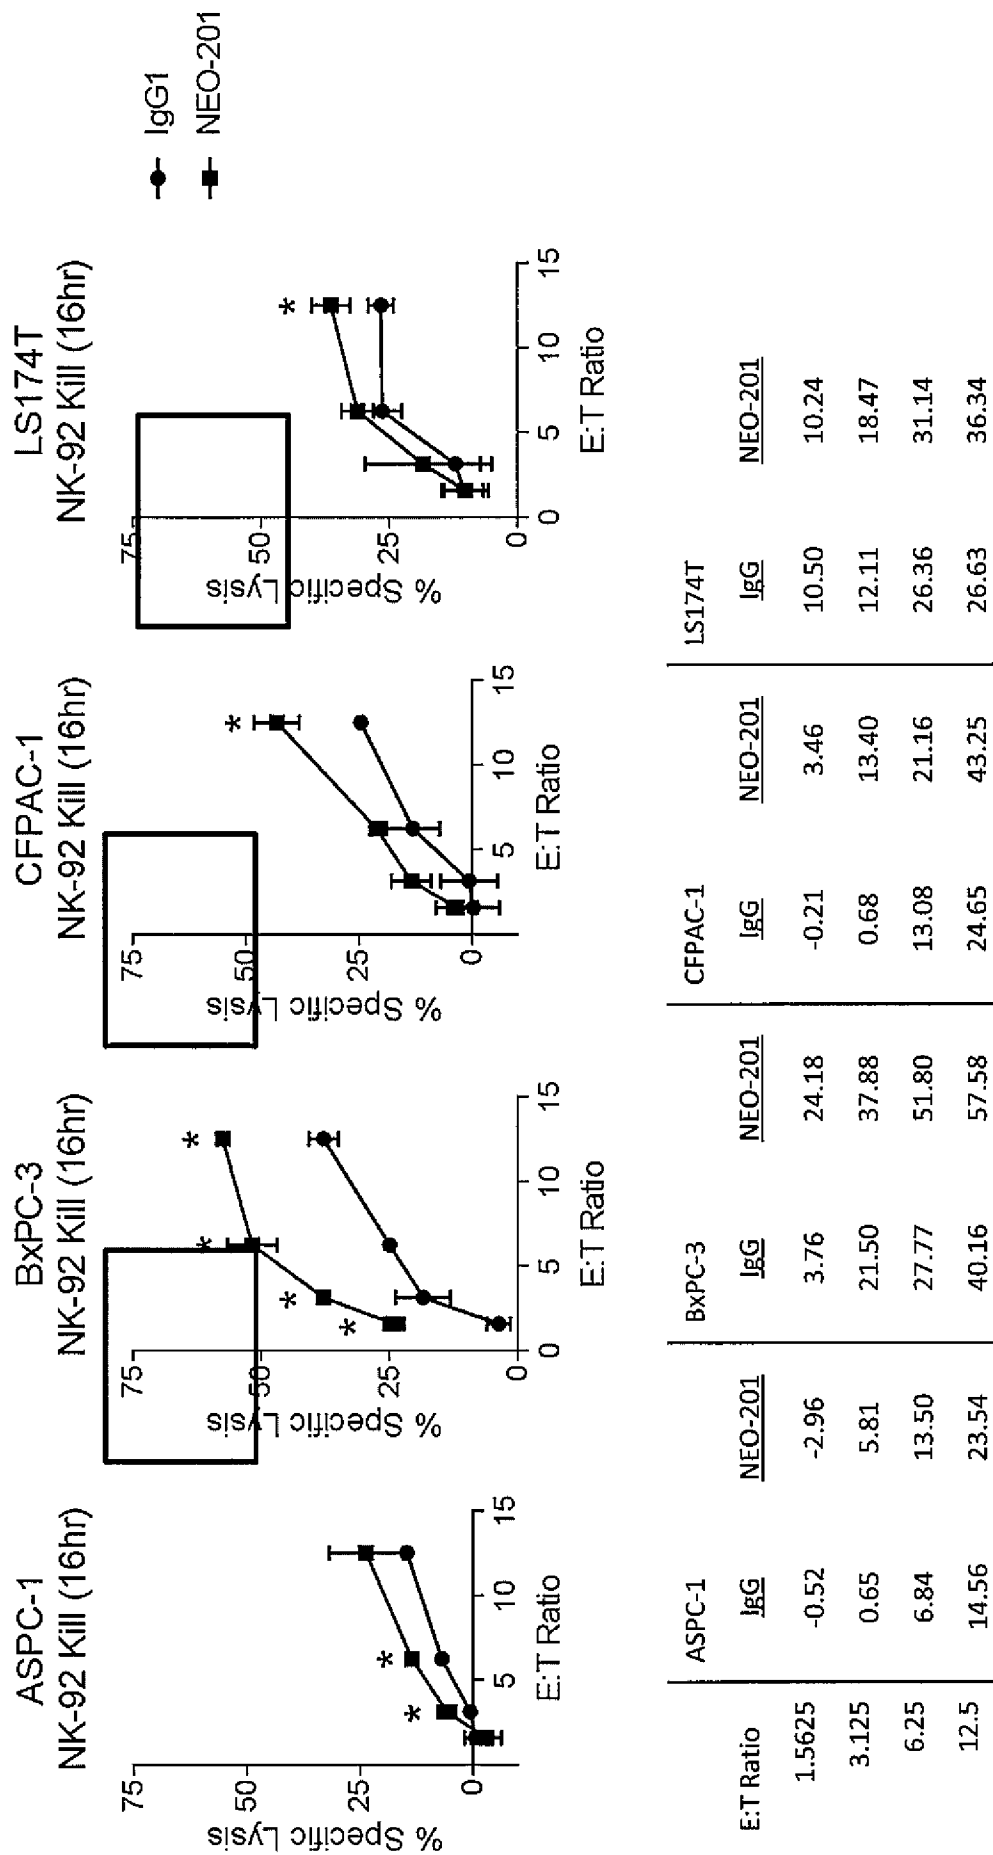 ASPC-1
NK-92 Kill (16hr)
% Specific Lysis
75
50
25
0
5
10
15
E:T Ratio
BxPC-3
NK-92 Kill (16hr)
% Specific Lysis
75
50
25
0
0
5
10
15
E:T Ratio
* * * *
CFPAC-1
NK-92 Kill (16hr)
% Specific Lysis
75
50
25
0
5
10
15
E:T Ratio
*
LS174T
NK-92 Kill (16hr)
% Specific Lysis
75
50
25
0
0
5
10
15
E:T Ratio
*
IgG1
NEO-201
ASPC-1 BxPC-3 CFPAC-1 LS174T
E:T Ratio IgG NEO-201 IgG NEO-201 IgG NEO-201 IgG NEO-201
1.5625 -0.52 -2.96 3.76 24.18 -0.21 3.46 10.50 10.24
3.125 0.65 5.81 21.50 37.88 0.68 13.40 12.11 18.47
6.25 6.84 13.50 27.77 51.80 13.08 21.16 26.36 31.14
12.5 14.56 23.54 40.16 57.58 24.65 43.25 26.63 36.34